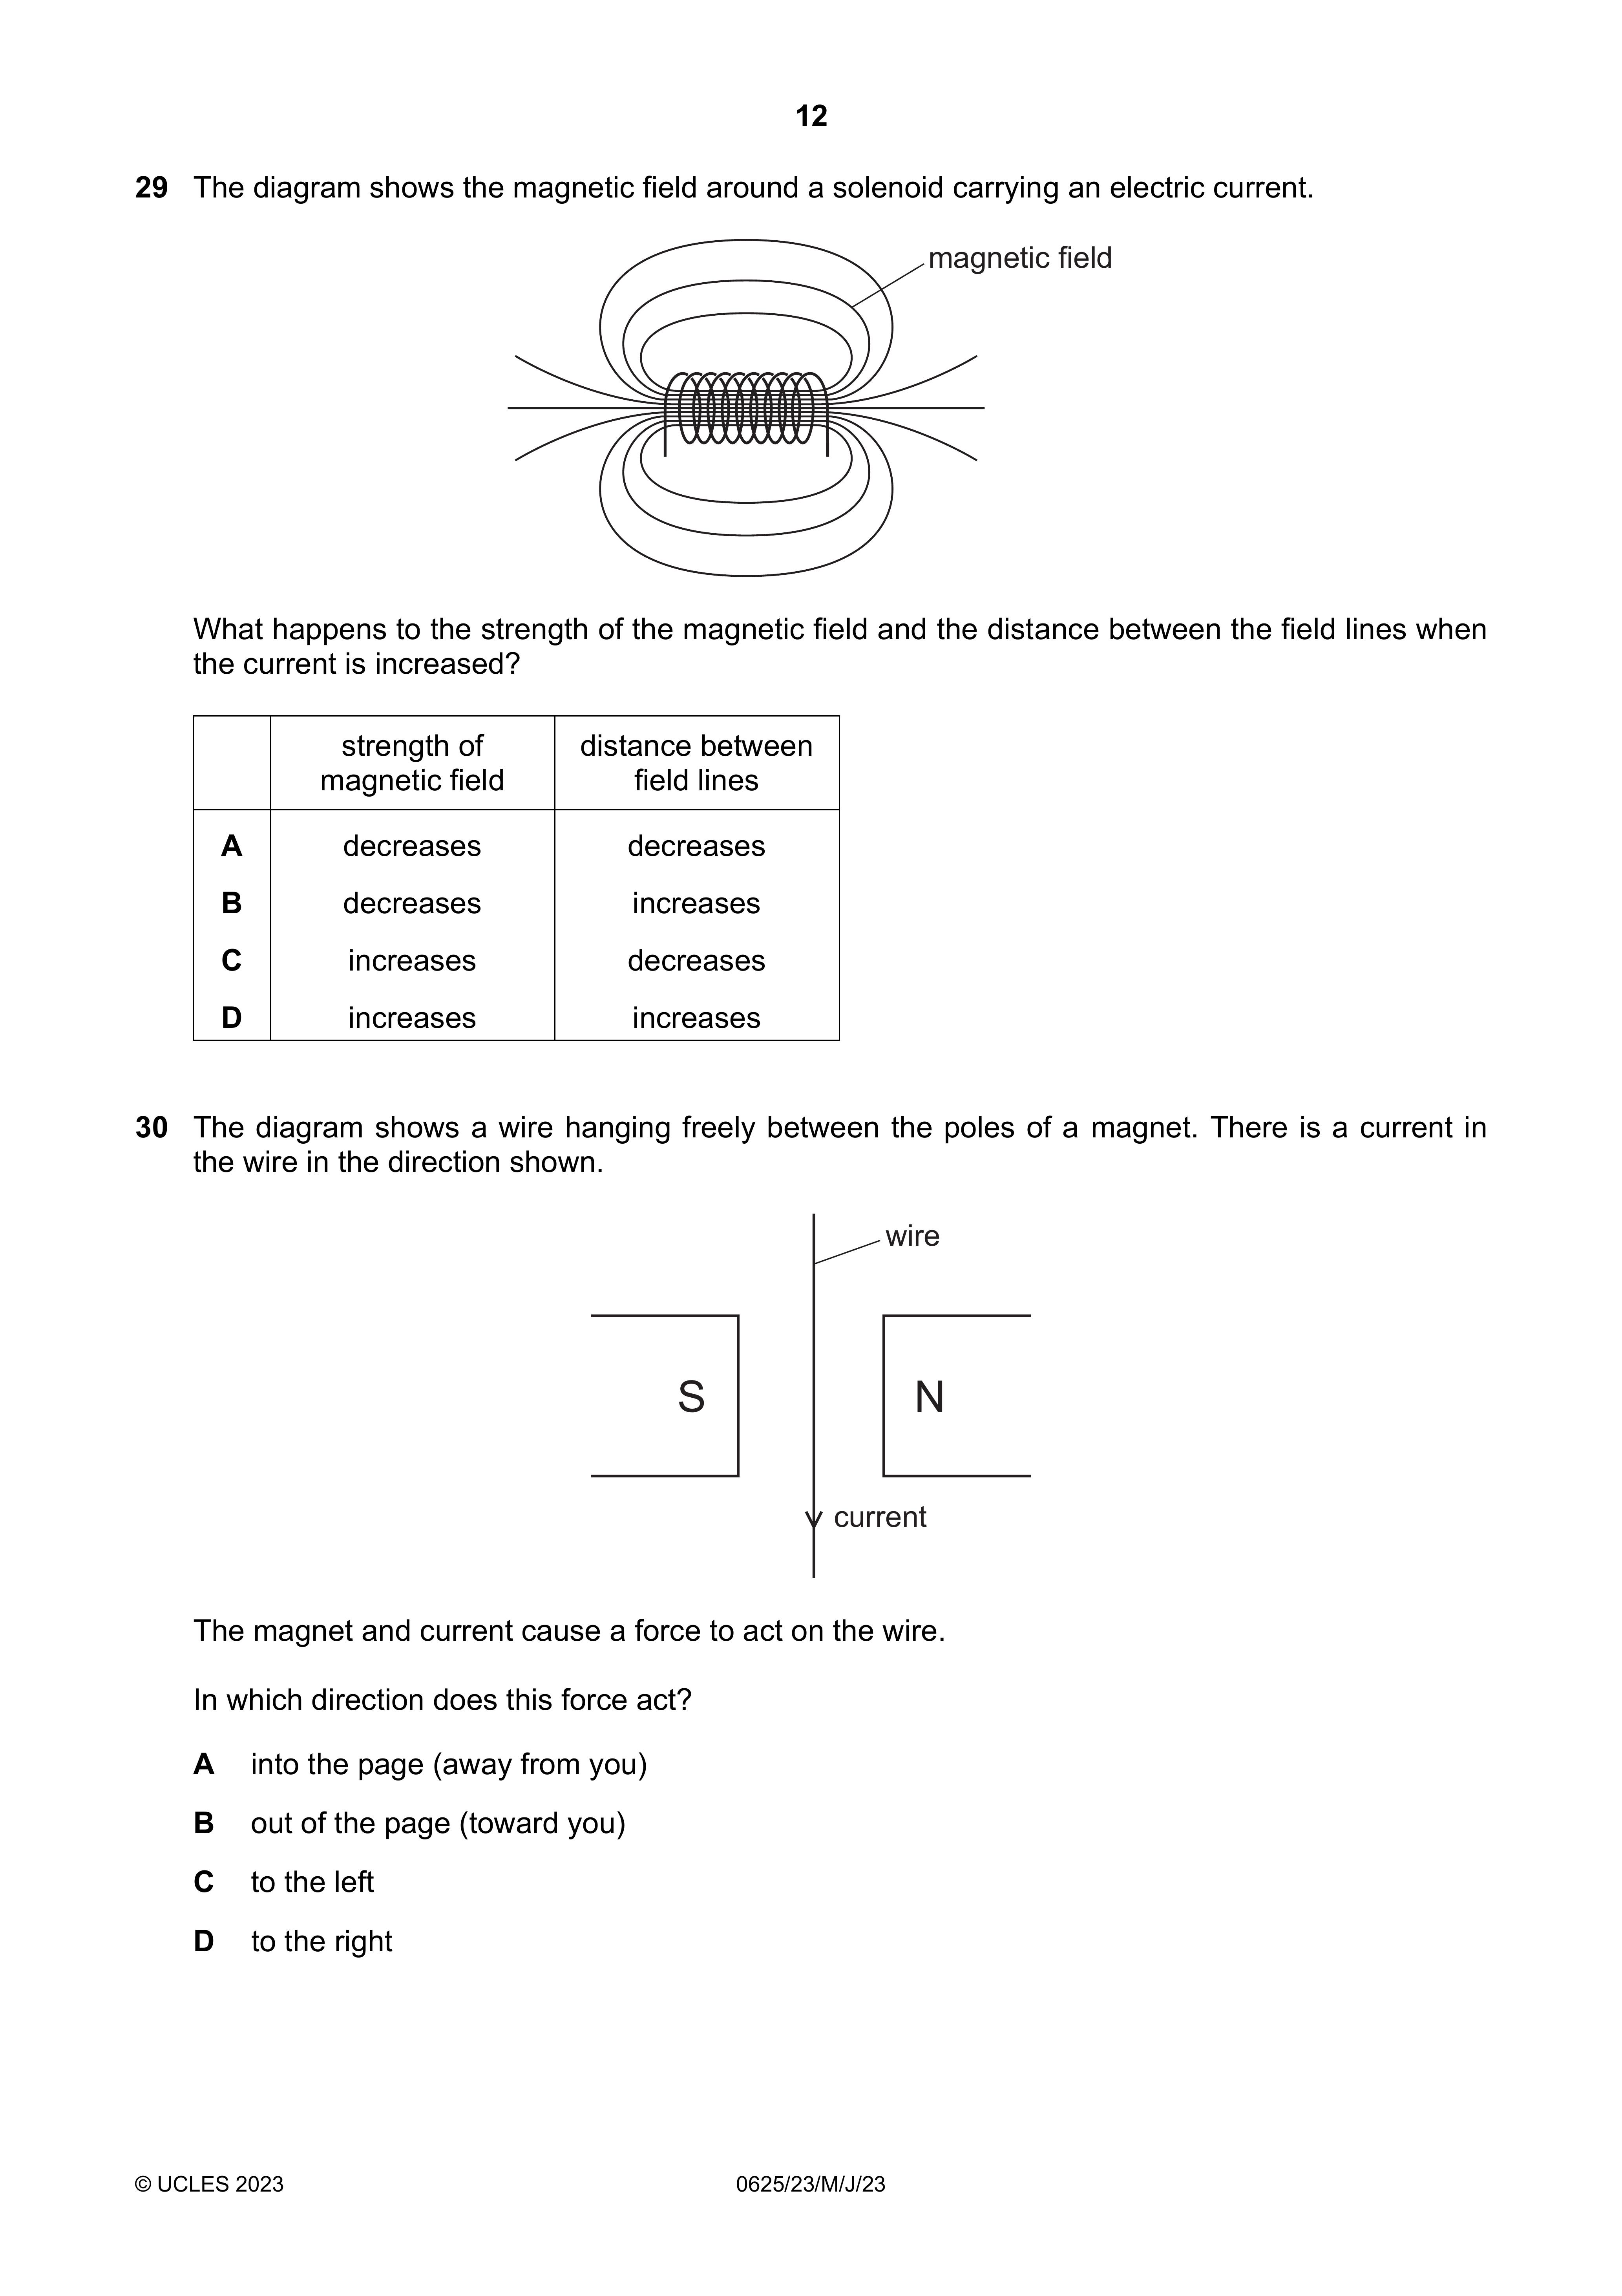 12
29 The diagram shows the magnetic field around a solenoid carrying an electric current.
magnetic field
What happens to the strength of the magnetic field and the distance between the field lines when
the current is increased?
strength of magnetic field distance between field lines
A decreases decreases
B decreases increases
C increases decreases
D increases increases
30 The diagram shows a wire hanging freely between the poles of a magnet. There is a current in
the wire in the direction shown.
wire
S N
current
The magnet and current cause a force to act on the wire.
In which direction does this force act?
A into the page (away from you)
B out of the page (toward you)
C to the left
D to the right
© UCLES 2023 0625/23/M/J/23